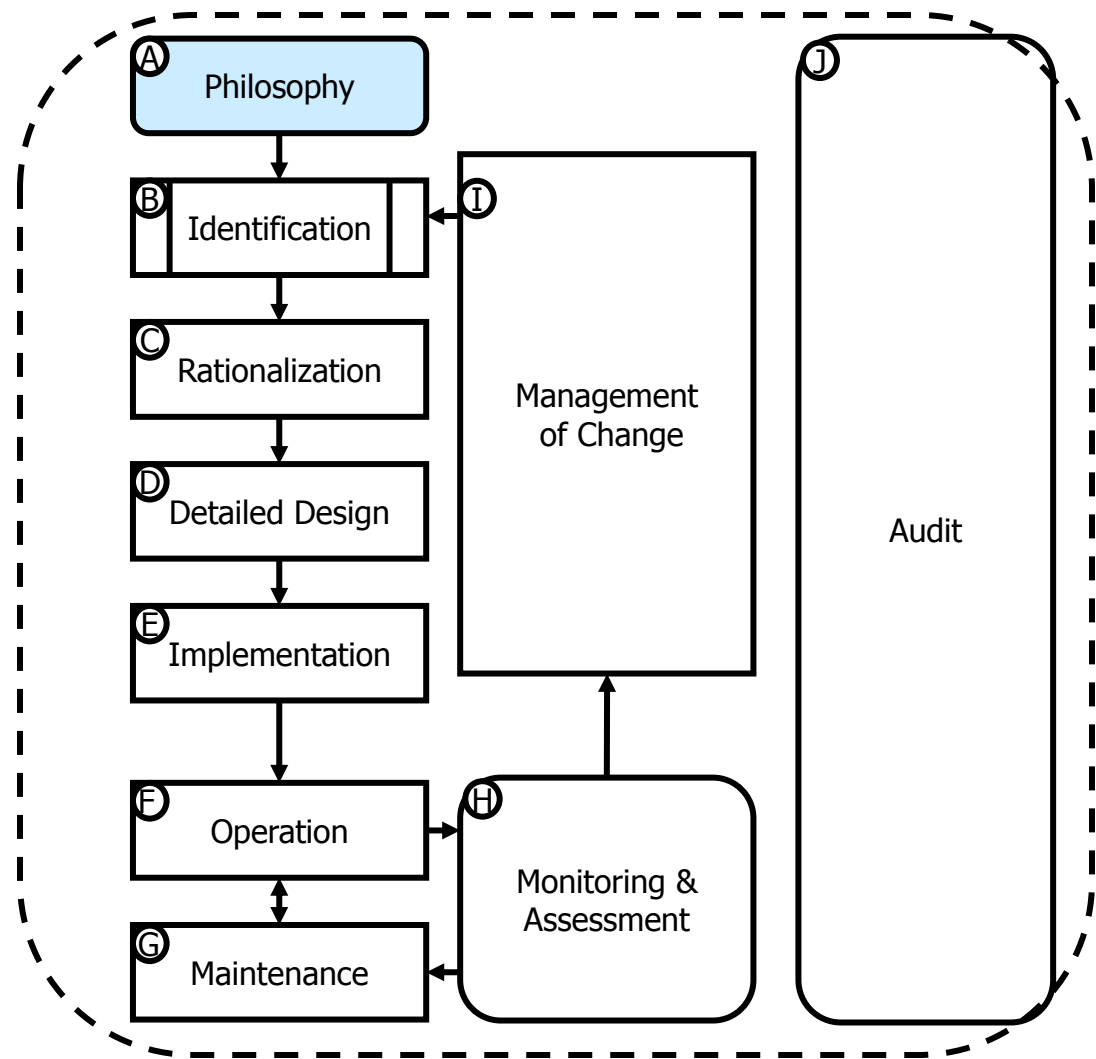 A
Philosophy
B
Identification
C
Rationalization
D
Detailed Design
E
Implementation
F
Operation
G
Maintenance
H
Monitoring &
Assessment
I
Management
of Change
J
Audit